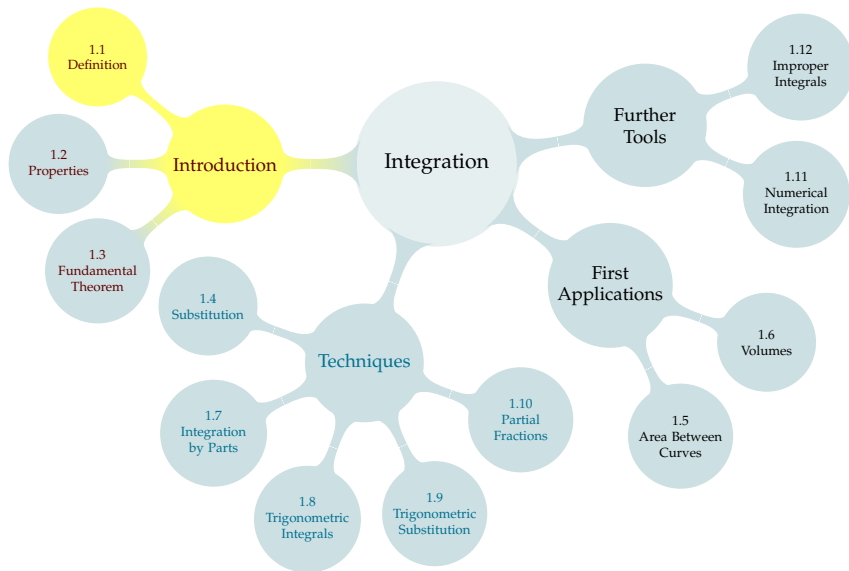 Integration
Introduction
1.1
Definition
1.2
Properties
1.3
Fundamental
Theorem
Techniques
1.4
Substitution
1.7
Integration
by Parts
1.8
Trigonometric
Integrals
1.9
Trigonometric
Substitution
1.10
Partial
Fractions
First
Applications
1.5
Area Between
Curves
1.6
Volumes
Further
Tools
1.11
Numerical
Integration
1.12
Improper
Integrals